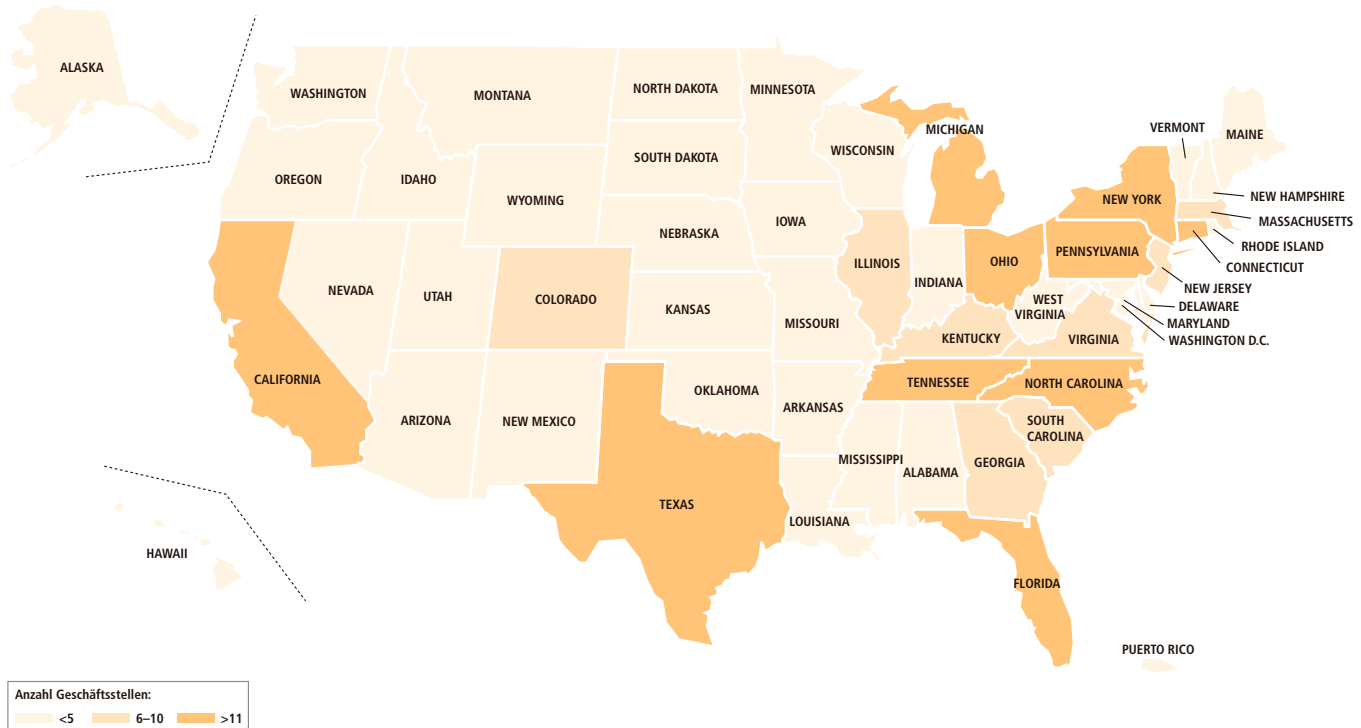 ALASKA
WASHINGTON
MONTANA
NORTH DAKOTA
MINNESOTA
MICHIGAN
VERMONT
MAINE
OREGON
IDAHO
SOUTH DAKOTA
WISCONSIN
WYOMING
NEW YORK
NEW HAMPSHIRE
MASSACHUSETTS
IOWA
NEBRASKA
RHODE ISLAND
PENNSYLVANIA
CONNECTICUT
ILLINOIS
OHIO
INDIANA
NEW JERSEY
NEVADA
UTAH
COLORADO
KANSAS
MISSOURI
WEST
VIRGINIA
DELAWARE
MARYLAND
WASHINGTON D.C.
KENTUCKY
VIRGINIA
CALIFORNIA
TENNESSEE
NORTH CAROLINA
OKLAHOMA
ARKANSAS
ARIZONA
NEW MEXICO
SOUTH
CAROLINA
MISSISSIPPI
ALABAMA
GEORGIA
TEXAS
LOUISIANA
HAWAII
FLORIDA
PUERTO RICO
Anzahl Geschäftsstellen:
<5 6–10 >11